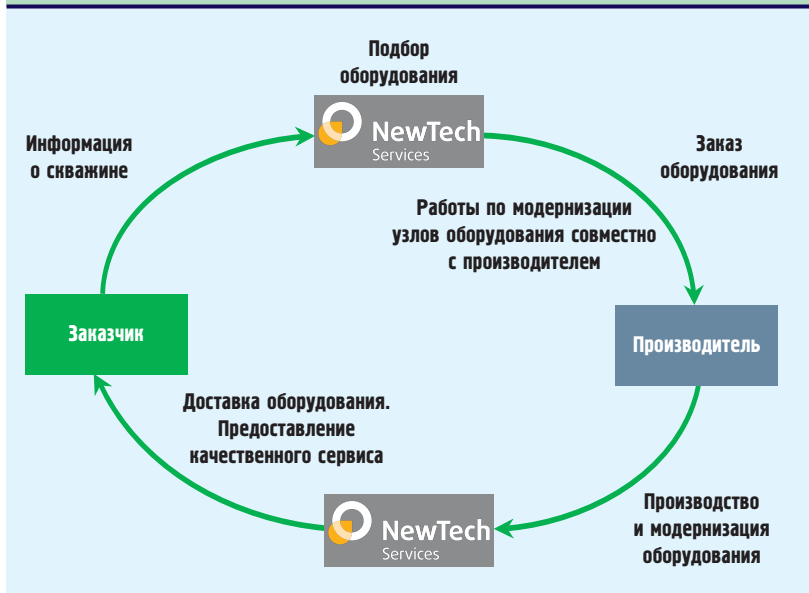 Подбор
оборудования
NewTech
Services
Информация
о скважине
Заказ
оборудования
Работы по модернизации
узлов оборудования совместно
с производителем
Заказчик
Производитель
Доставка оборудования.
Предоставление
качественного сервиса
NewTech
Services
Производство
и модернизация
оборудования